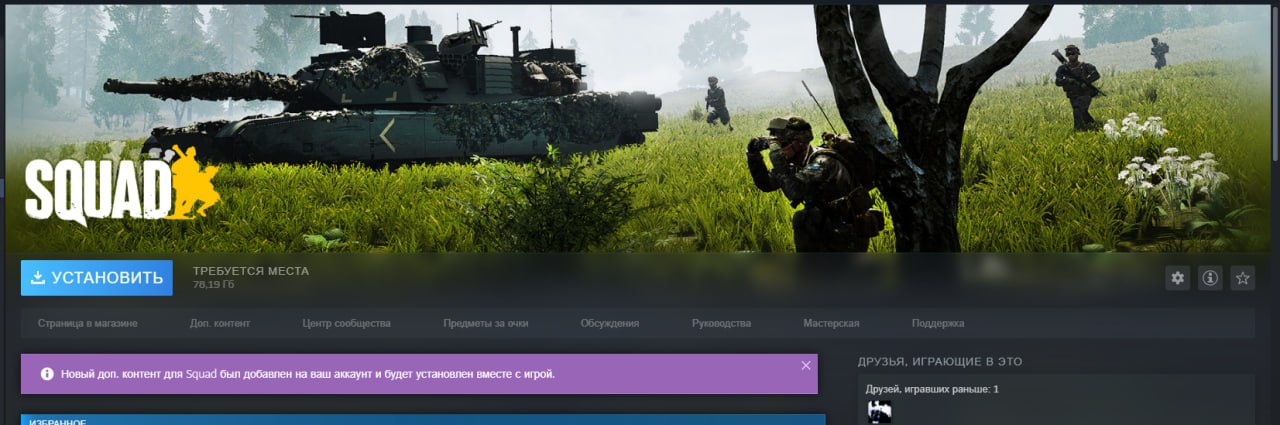 SQUAD
УСТАНОВИТЬ
ТРЕБУЕТСЯ МЕСТА
78,19 Гб
Страница в магазине
Доп. контент
Центр сообщества
Предметы за очки
Обсуждения
Руководства
Мастерская
Поддержка
Новый доп. контент для Squad был добавлен на ваш аккаунт и будет установлен вместе с игрой.
ДРУЗЬЯ, ИГРАЮЩИЕ В ЭТО
Друзей, игравших раньше: 1
ИЗБРАННОЕ